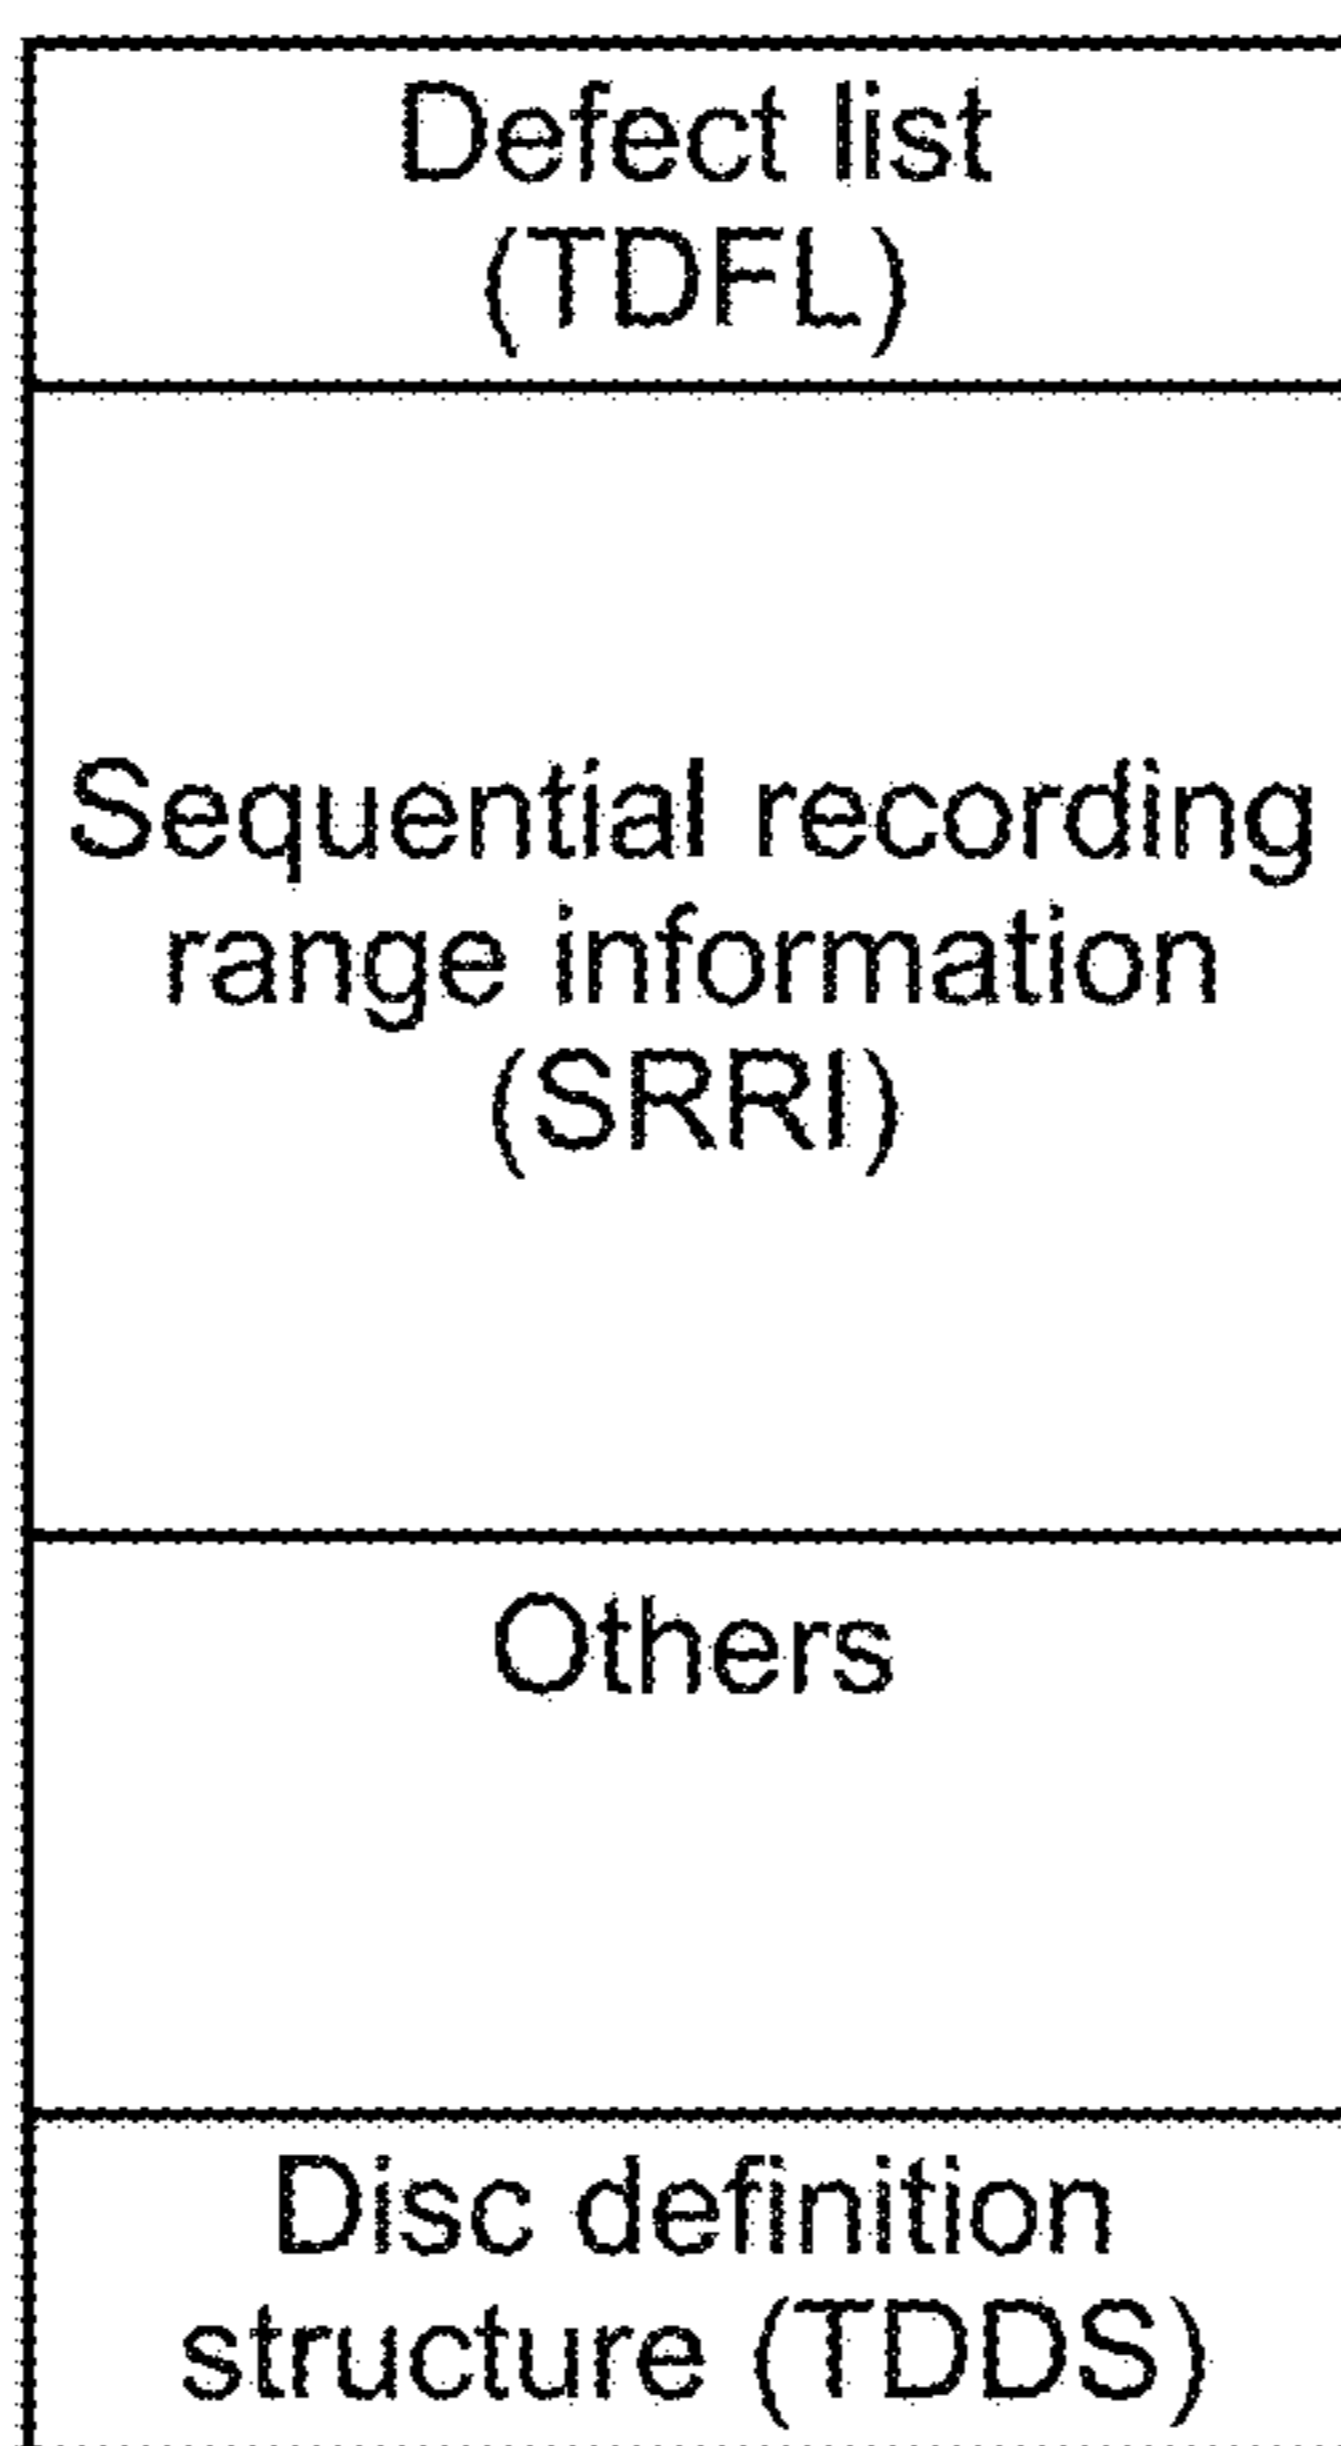 Defect list
(TDFL)
Sequential recording
range information
(SRRI)
Others
Disc definition
structure (TDDS)